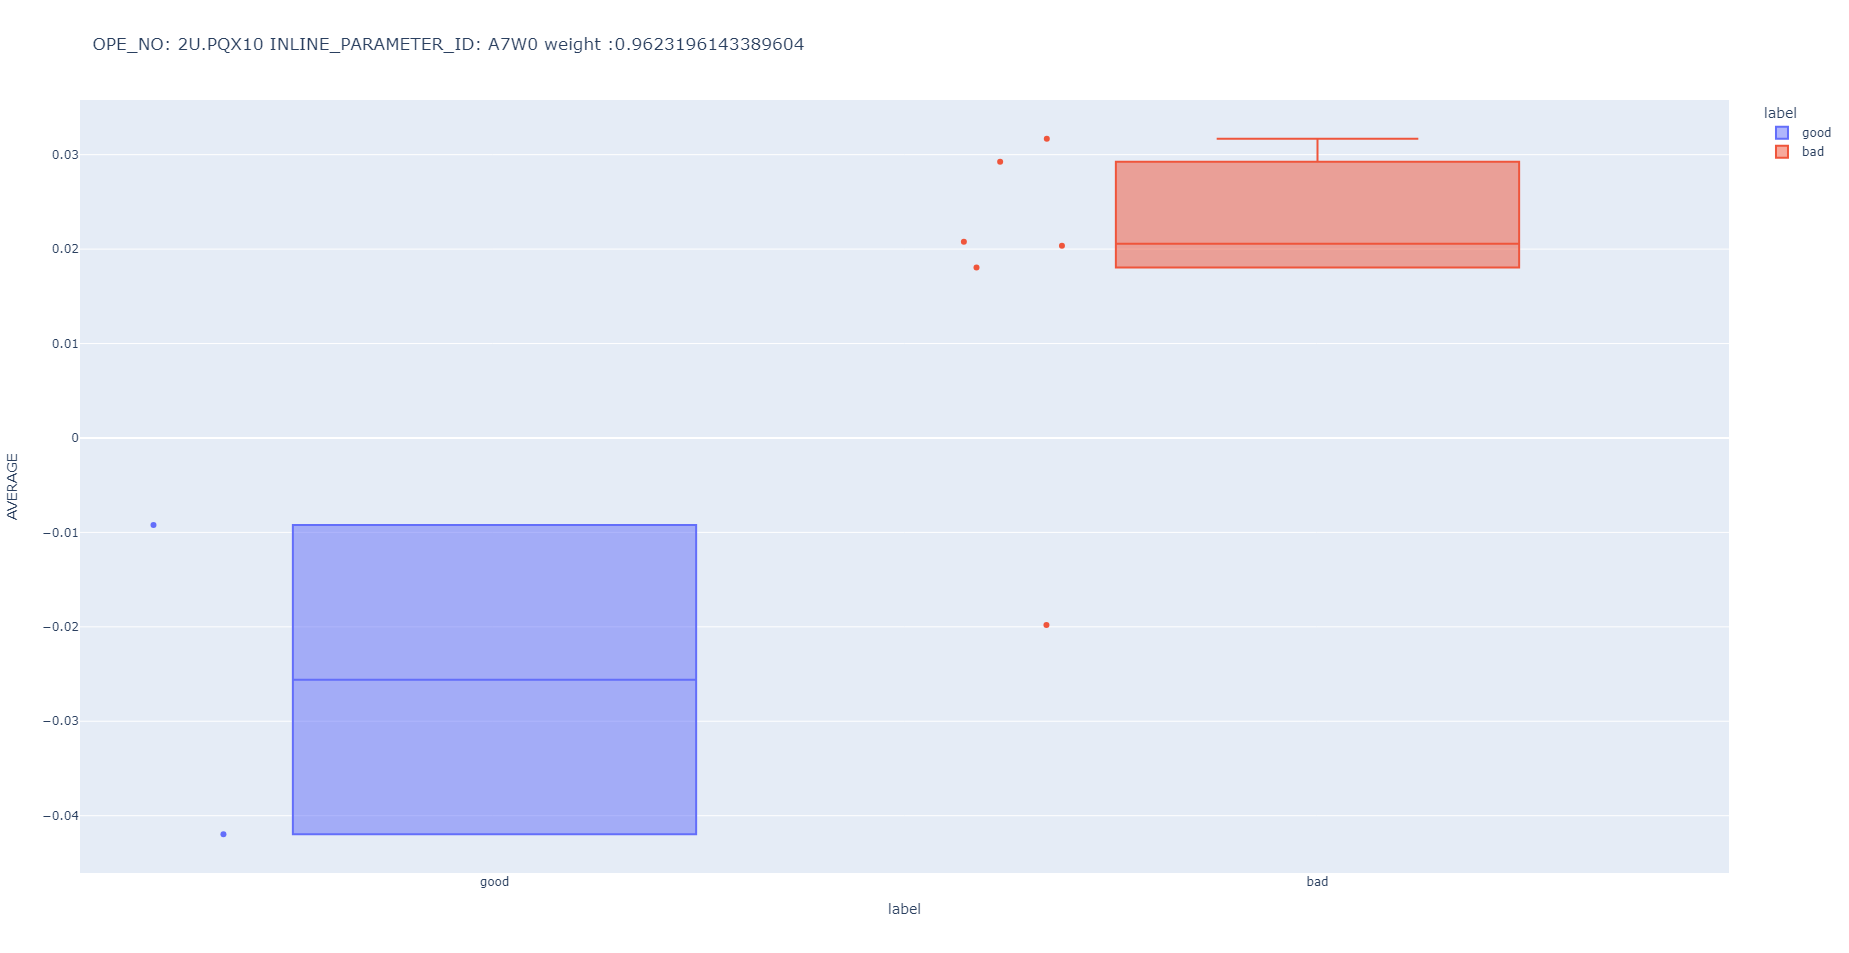 OPE_NO: 2U.PQX10 INLINE_PARAMETER_ID: A7W0 weight :0.9623196143389604
label
good
bad
0.03
0.02
0.01
0
−0.01
−0.02
−0.03
−0.04
AVERAGE
good
bad
label